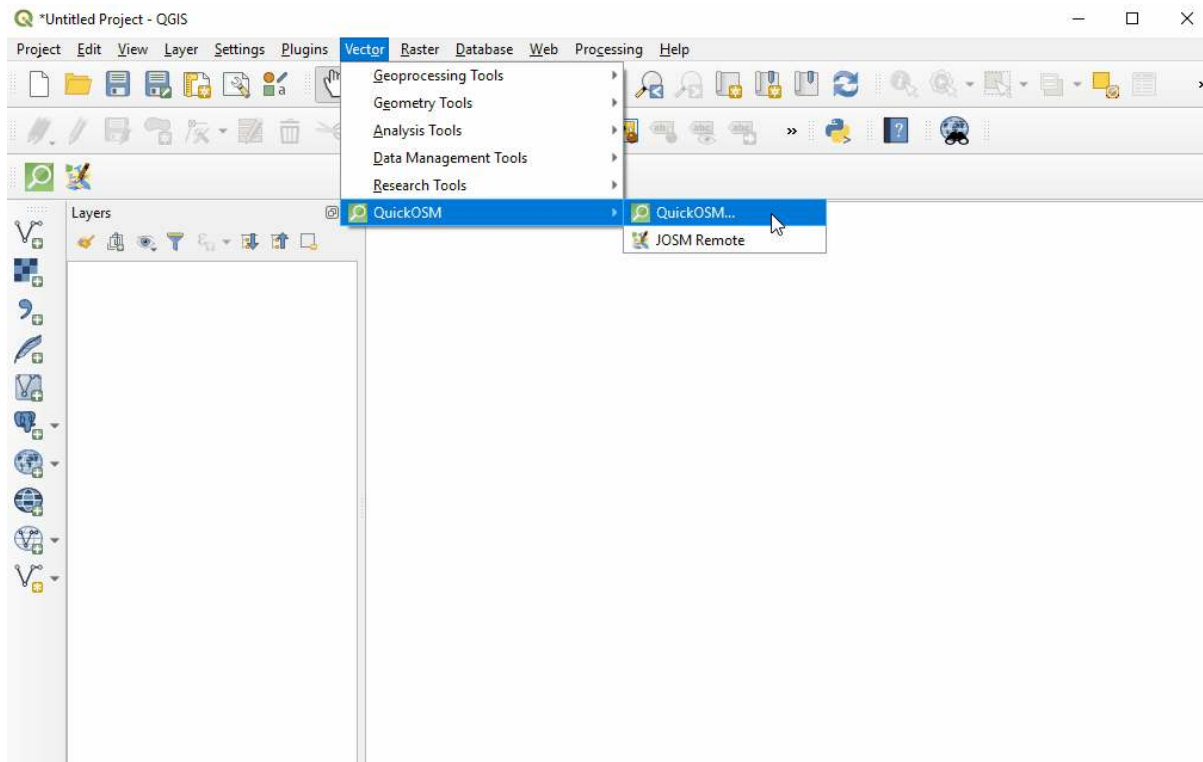 *Untitled Project - QGIS
Project Edit View Layer Settings Plugins Vector Raster Database Web Processing Help
Geoprocessing Tools
Geometry Tools
Analysis Tools
Data Management Tools
Research Tools
Layers
QuickOSM
QuickOSM...
JOSM Remote